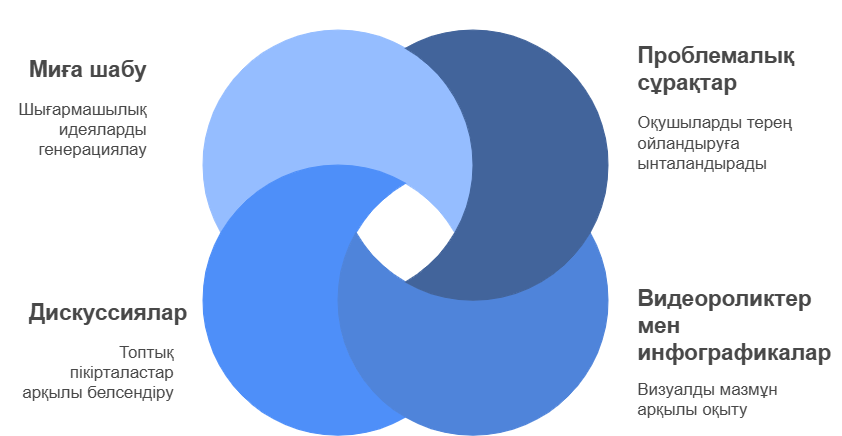 Миға шабу
Шығармашылық
идеяларды
генерациялау
Проблемалық
сұрақтар
Оқушыларды терең
ойландыруға
ынталандырады
Дискуссиялар
Топтық
пікірталастар
арқылы белсендіру
Видеороликтер
мен
инфографикалар
Визуалды мазмұн
арқылы оқыту